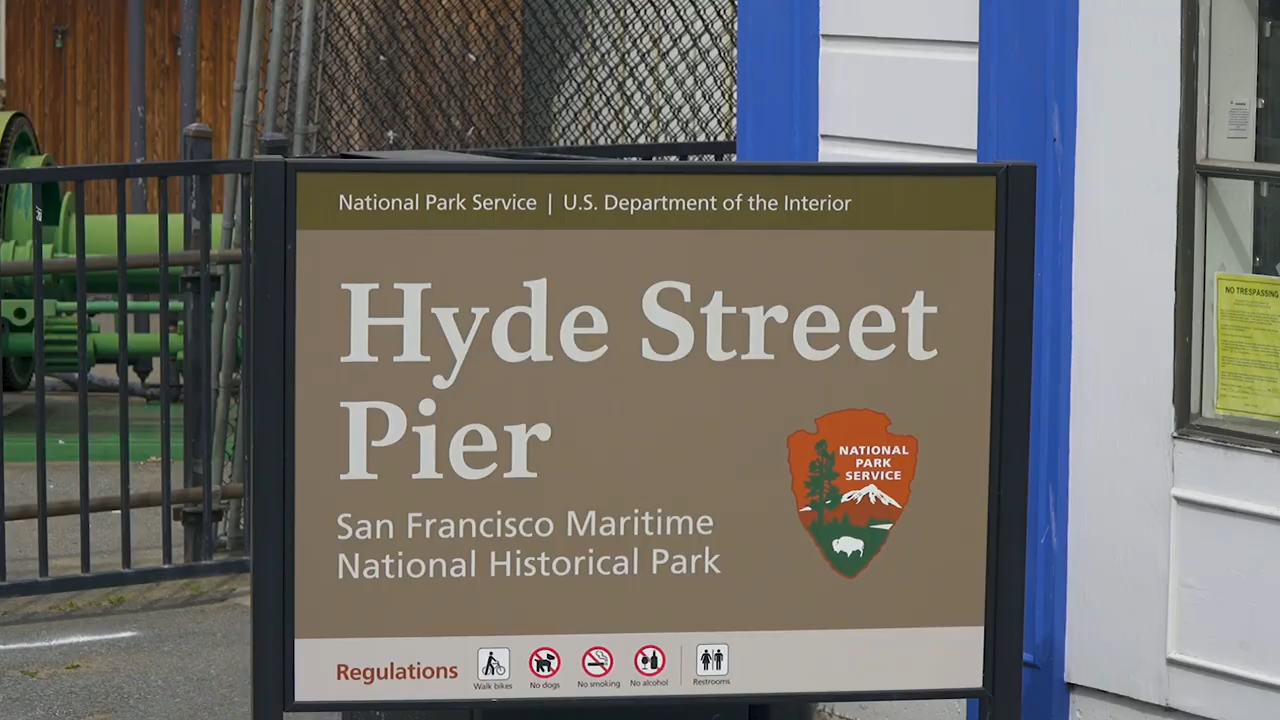 National Park Service | U.S. Department of the Interior
Hyde Street
Pier
NATIONAL
PARK
SERVICE
San Francisco Maritime
National Historical Park
Regulations
Walk bikes
No dogs
No smoking
No alcohol
Restrooms
NO TRESPASSING